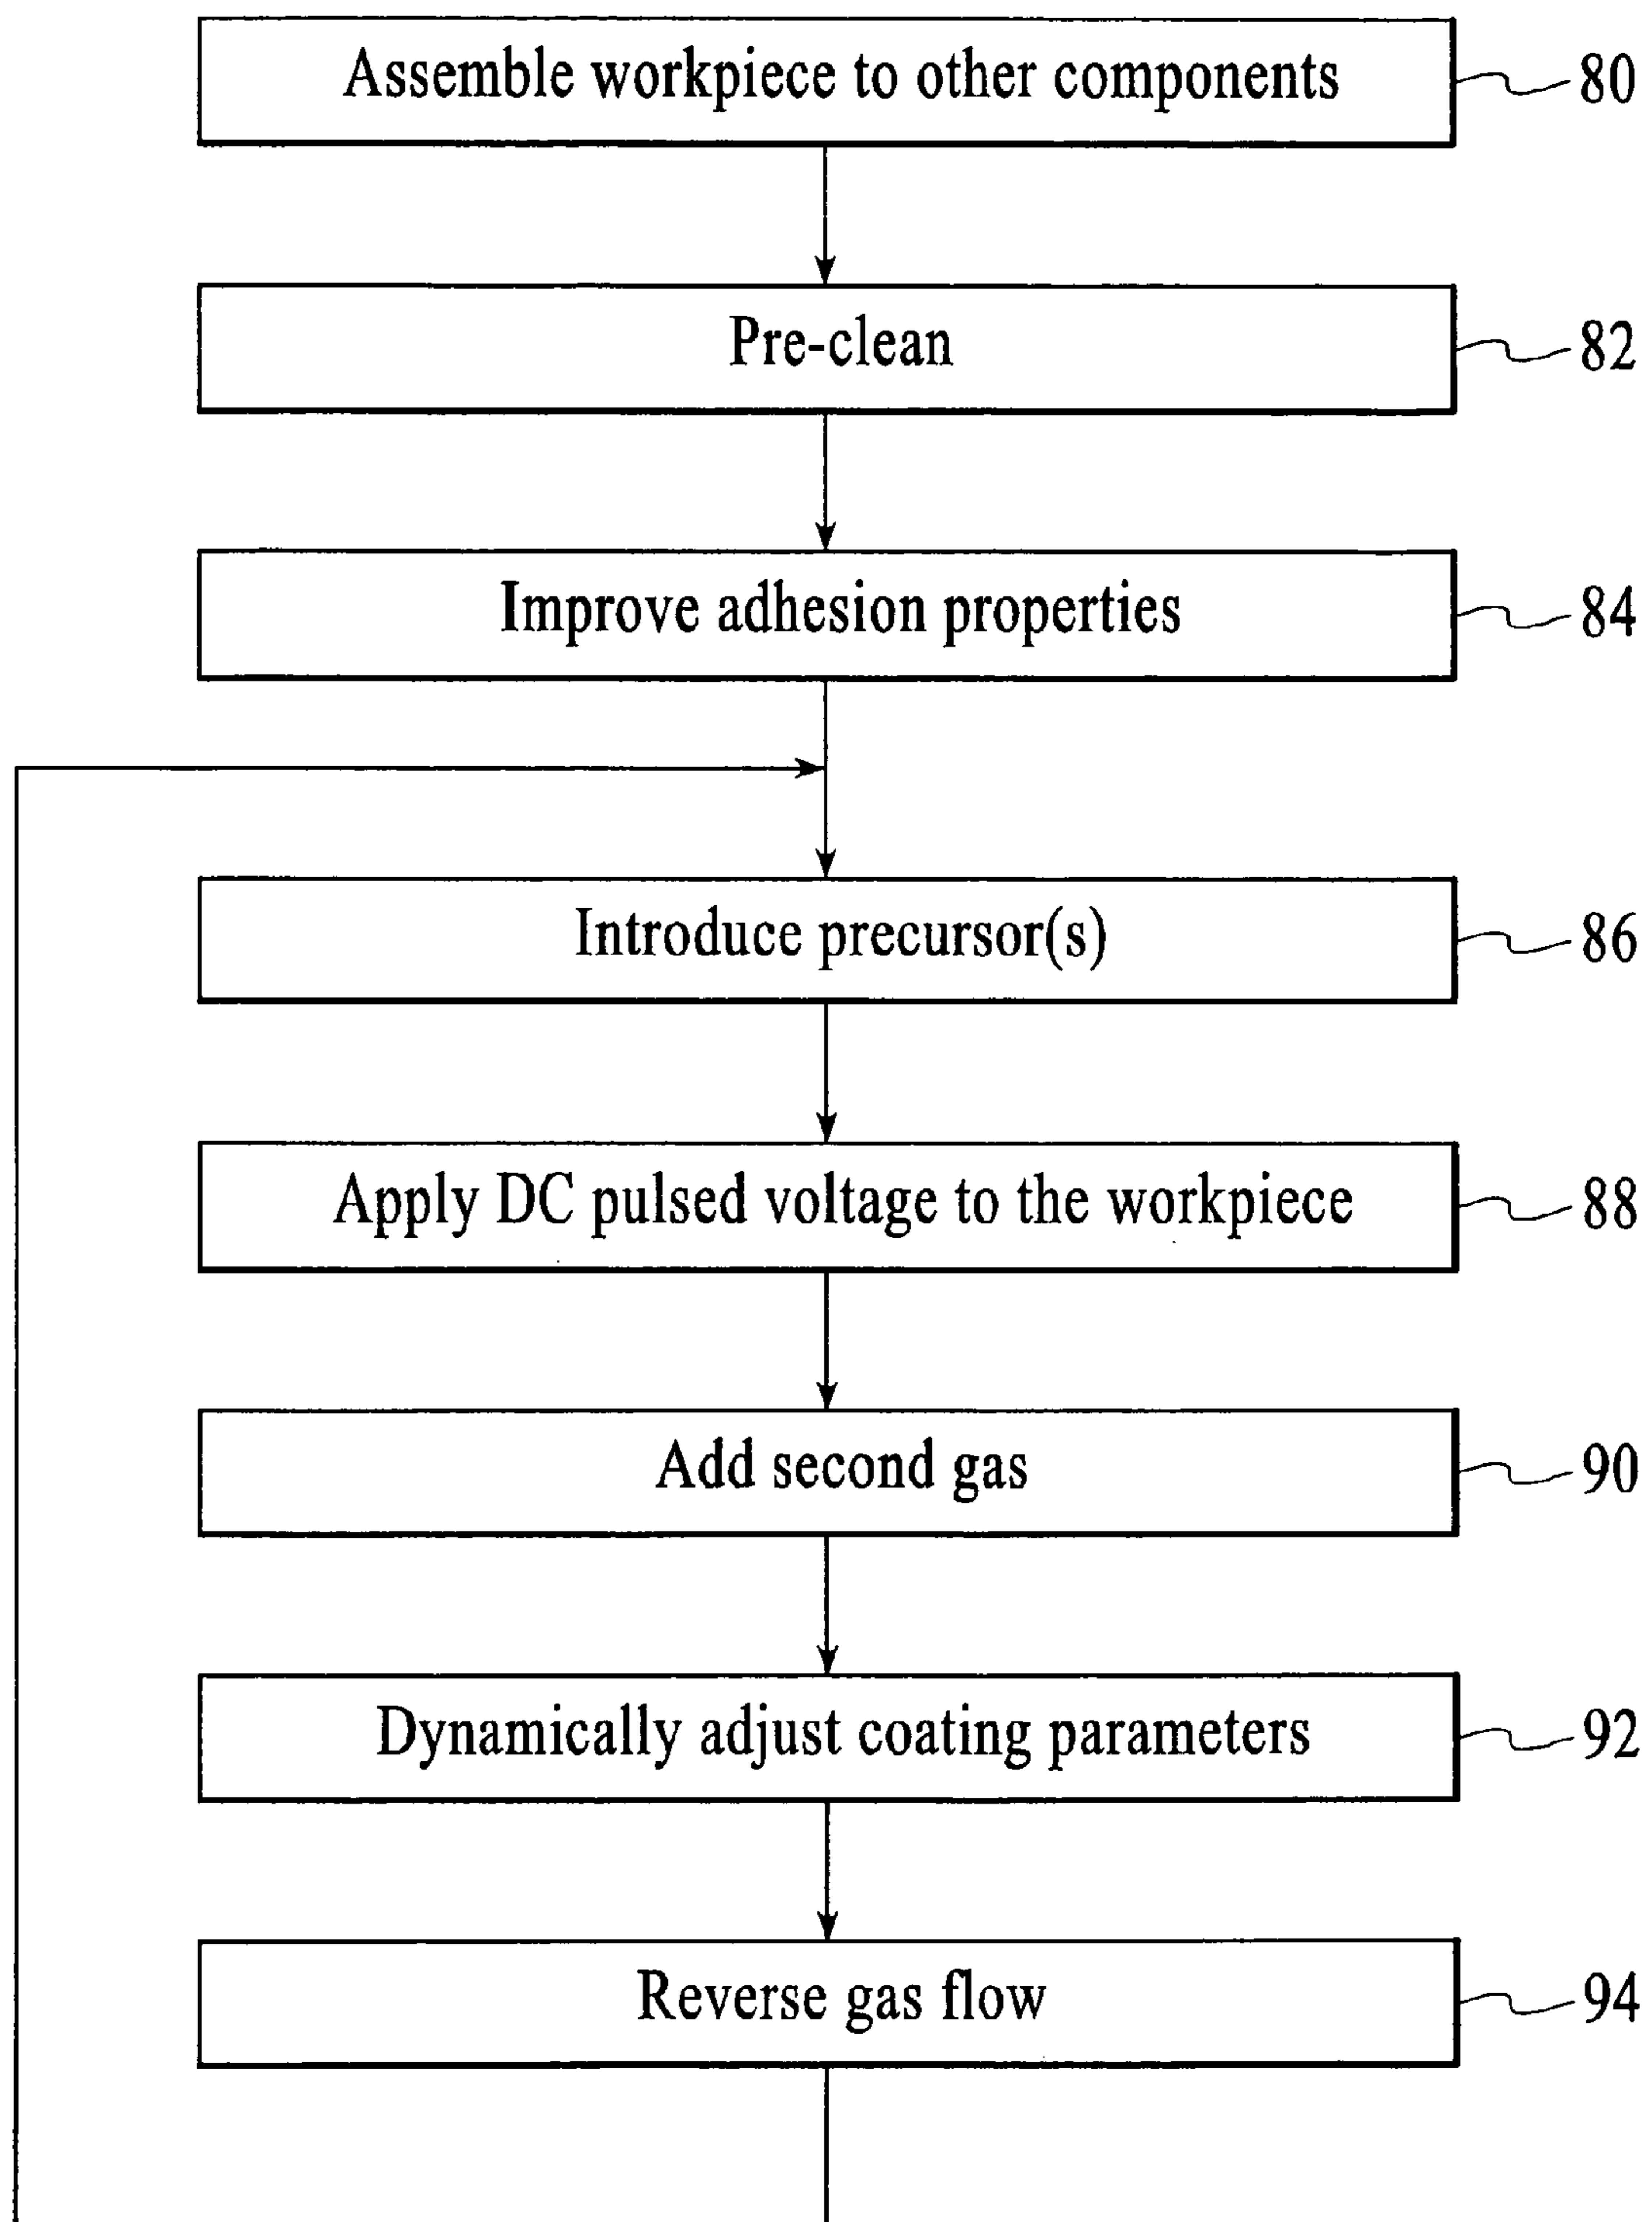 Assemble workpiece to other components 80
Pre-clean 82
Improve adhesion properties 84
Introduce precursor(s) 86
Apply DC pulsed voltage to the workpiece 88
Add second gas 90
Dynamically adjust coating parameters 92
Reverse gas flow 94